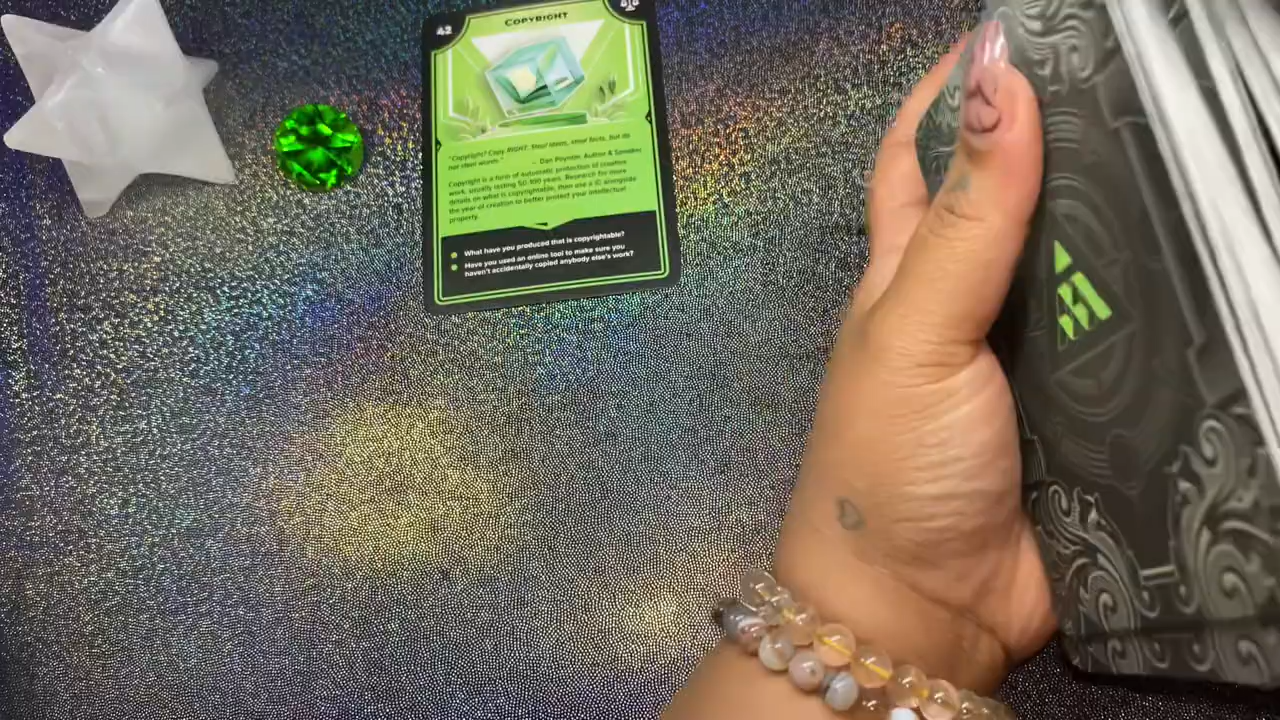 42
COPYRIGHT
"Copyright? Copy RIGHT. Steal ideas, steal facts, but do
not steal words."
- Dan Poynter, Author & Speaker
Copyright is a form of automatic protection of creative
work, usually lasting 50-100 years. Research for more
details on what is copyrightable, then use a © alongside
the year of creation to better protect your intellectual
property.
What have you produced that is copyrightable?
Have you used an online tool to make sure you
haven't accidentally copied anybody else's work?